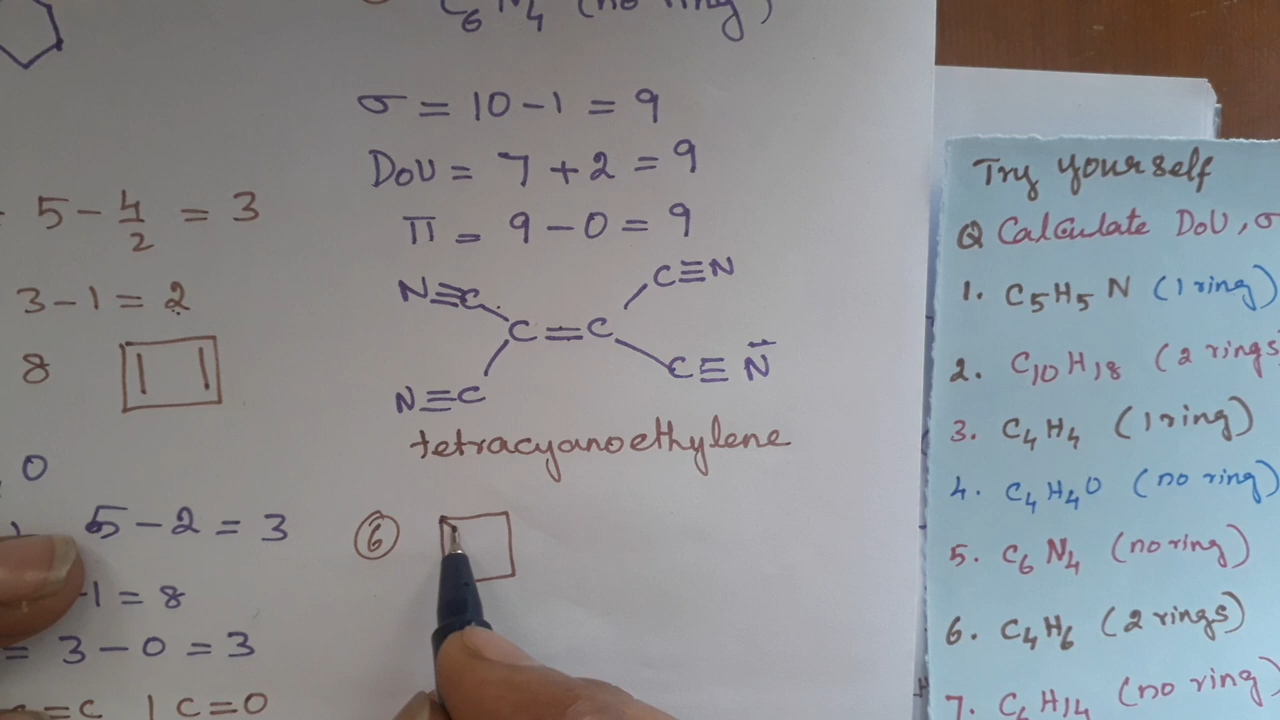 C6N4 (no ring)
σ = 10 - 1 = 9
DoU = 7 + 2 = 9
π = 9 - 0 = 9
N≡C C≡N
C=C
N≡C C≡N
tetracyanoethylene
6
5 - 4/2 = 3
3 - 1 = 2
8
0
5 - 2 = 3
-1 = 8
= 3 - 0 = 3
=C | C=O
Try yourself
Q Calculate DoU, σ
1. C5H5N (1 ring)
2. C10H18 (2 rings
3. C4H4 (1 ring)
4. C4H4O (no ring)
5. C6N4 (no ring)
6. C4H6 (2 rings)
7. C6H14 (no ring)